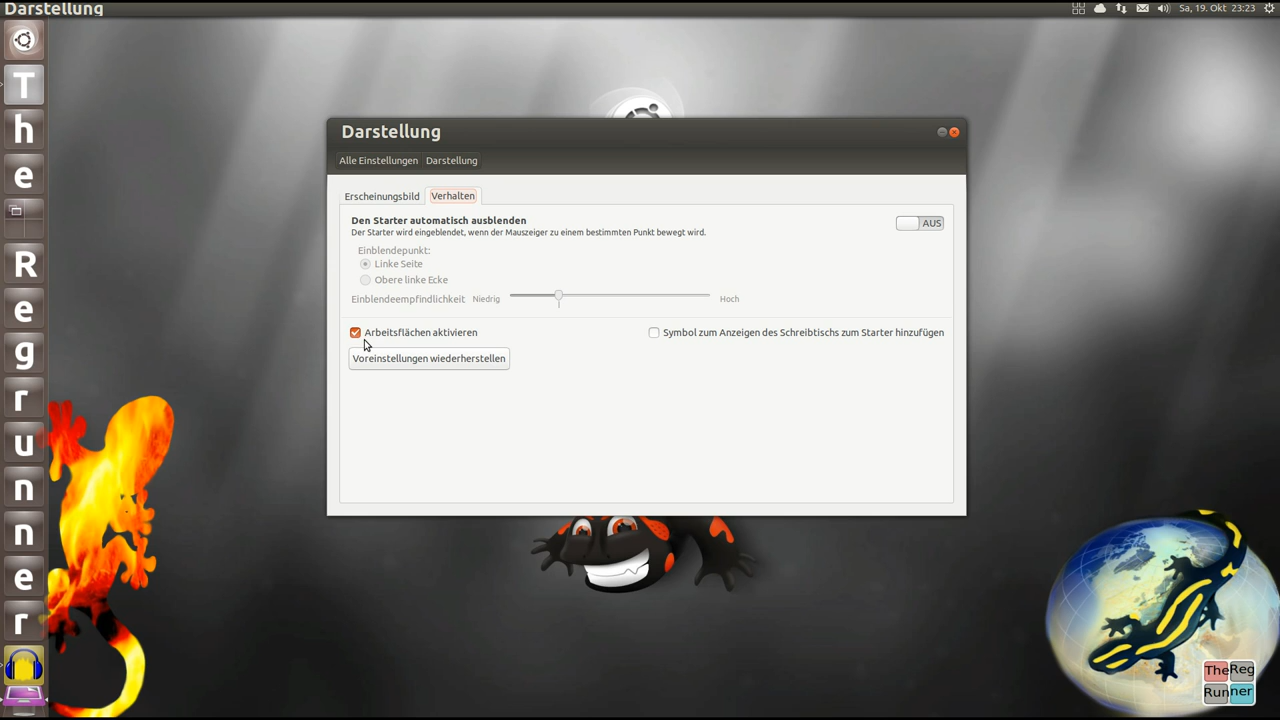 Darstellung
Sa, 19. Okt 23:23
T
h
e
R
e
g
r
u
n
n
e
r
Darstellung
Alle Einstellungen Darstellung
Erscheinungsbild Verhalten
Den Starter automatisch ausblenden
AUS
Der Starter wird eingeblendet, wenn der Mauszeiger zu einem bestimmten Punkt bewegt wird.
Einblendepunkt:
Linke Seite
Obere linke Ecke
Einblendeempfindlichkeit Niedrig Hoch
Arbeitsflächen aktivieren Symbol zum Anzeigen des Schreibtischs zum Starter hinzufügen
Voreinstellungen wiederherstellen
TheReg
Runner